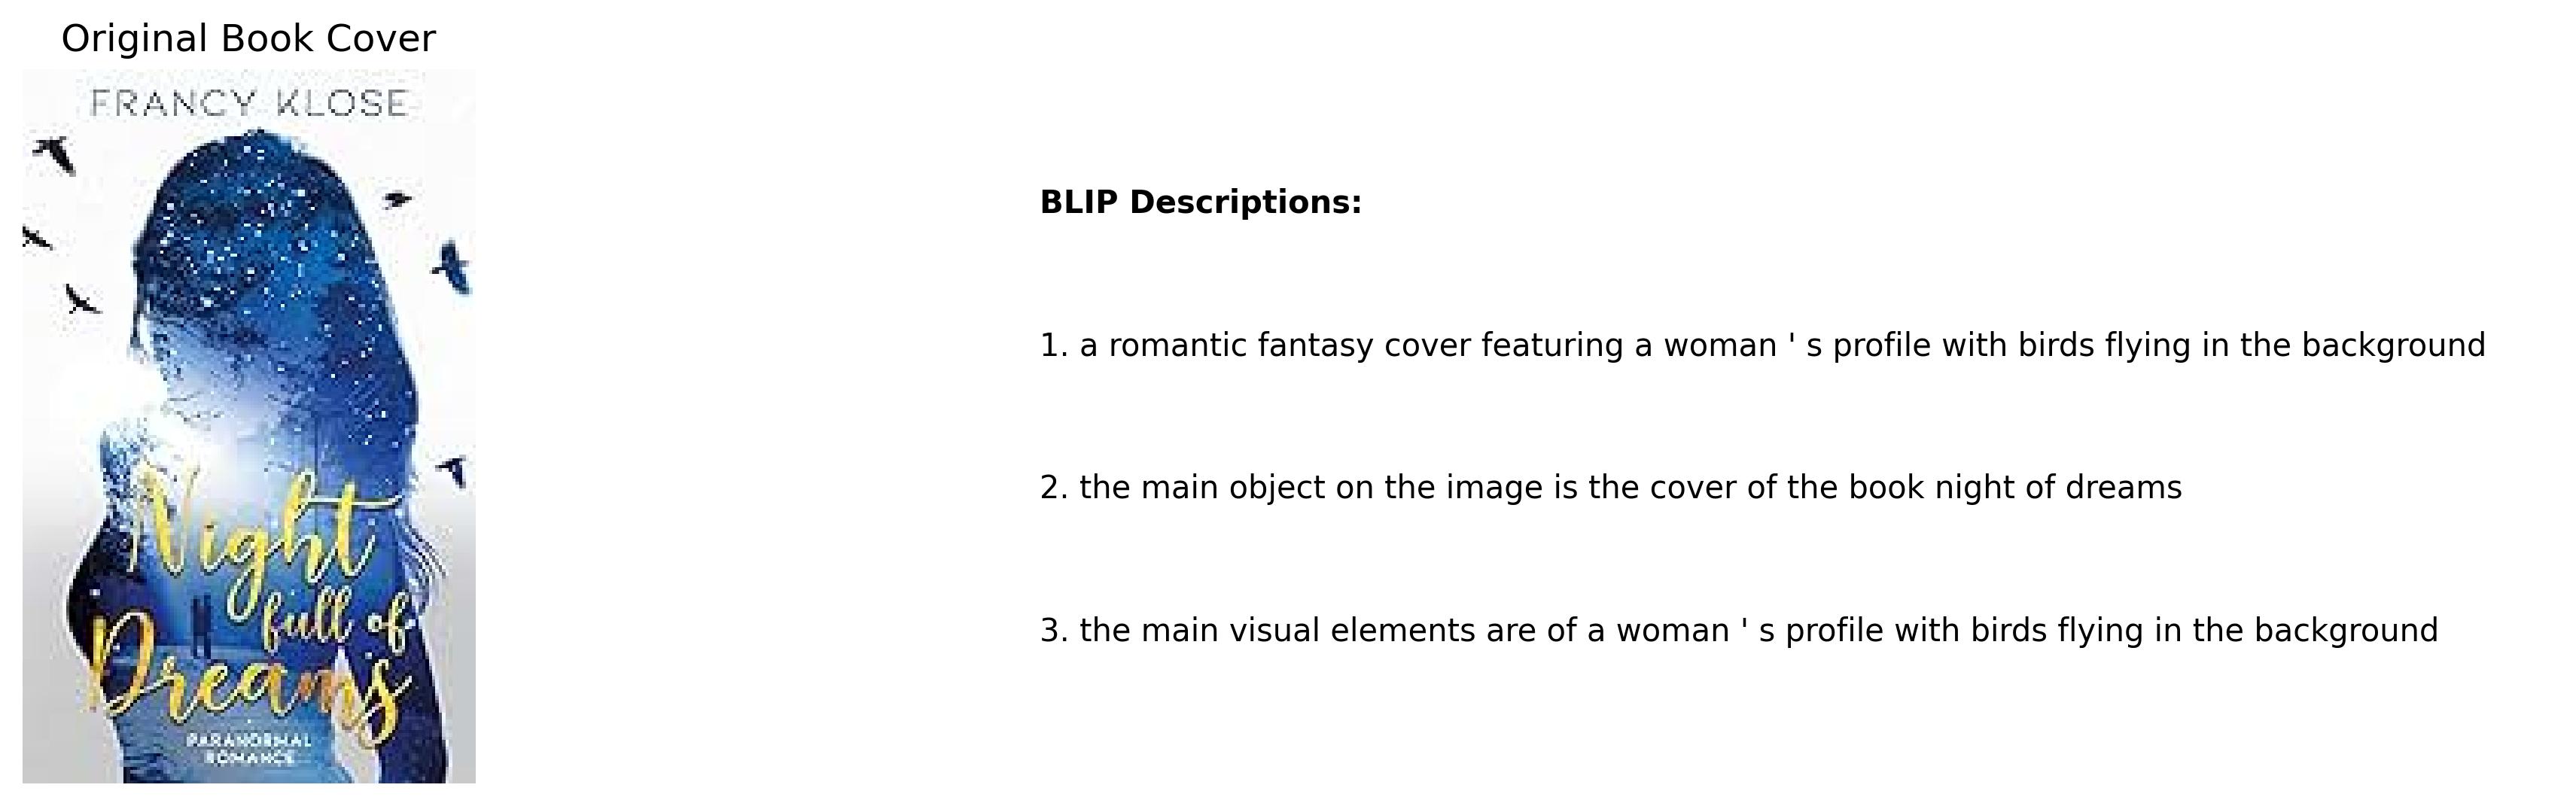 Original Book Cover
FRANCY KLOSE
Night
full of
Dreams
PARANORMAL
ROMANCE
BLIP Descriptions:
1. a romantic fantasy cover featuring a woman ' s profile with birds flying in the background
2. the main object on the image is the cover of the book night of dreams
3. the main visual elements are of a woman ' s profile with birds flying in the background